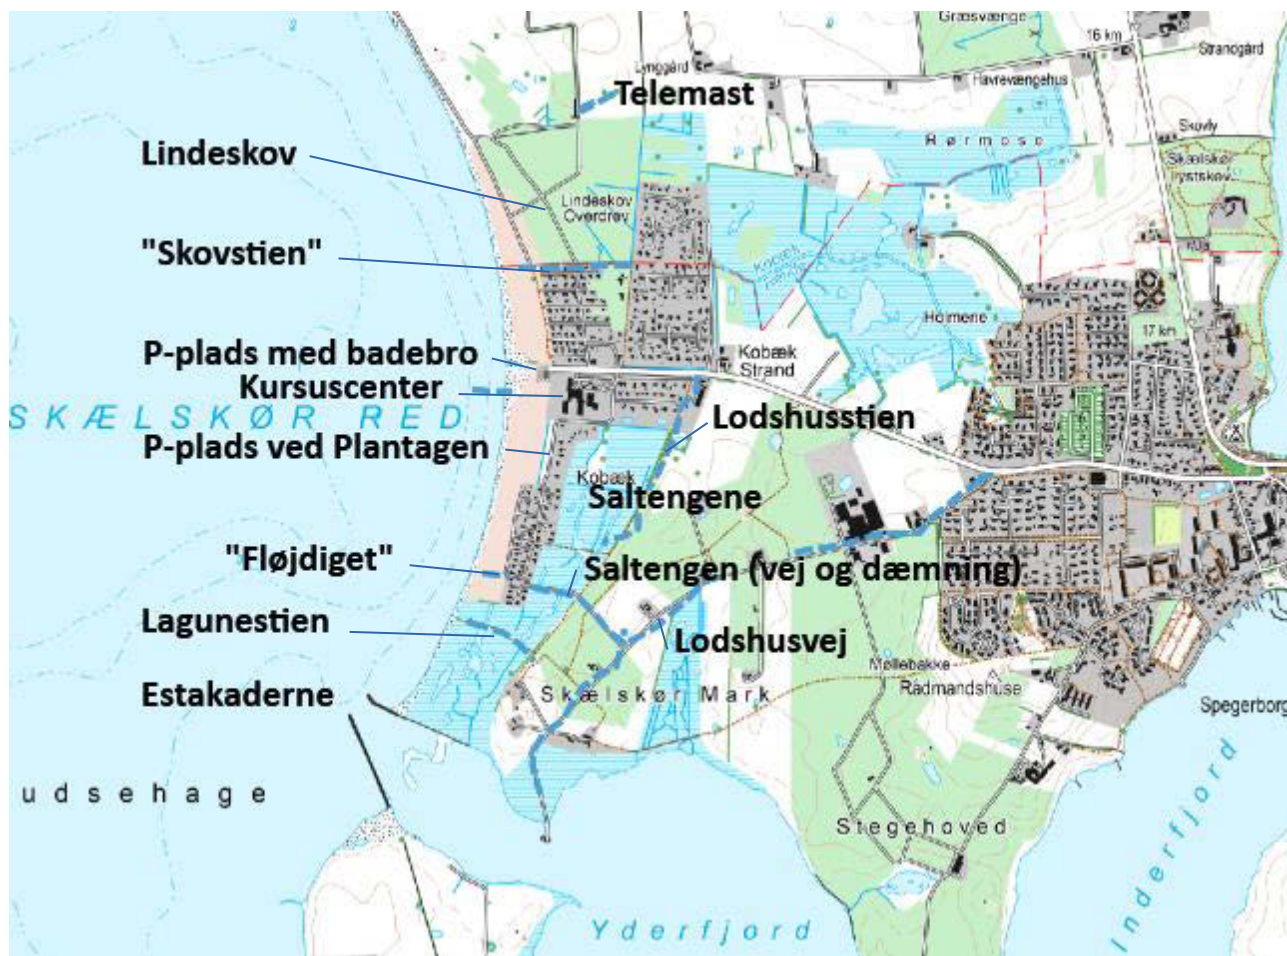 Græsvænge
16 km
Strandgård
Lynggård
Havrevængehus
Telemast
Skovly
Rørmose
Lindeskov
Skælskør
Lystskov
Lindeskov
Overdrev
"Skovstien"
Holmene
17 km
P-plads med badebro
Kobæk
Strand
Kursuscenter
SKÆLSKØR RED
Lodshusstien
P-plads ved Plantagen
Kobæk
Saltengene
"Fløjdiget"
Saltengen (vej og dæmning)
Lagunestien
Lodshusvej
Møllebakke
Rådmandshuse
Estakaderne
Skælskør Mark
Spegerborg
udsehage
Stegehoved
Inderfjord
Yderfjord